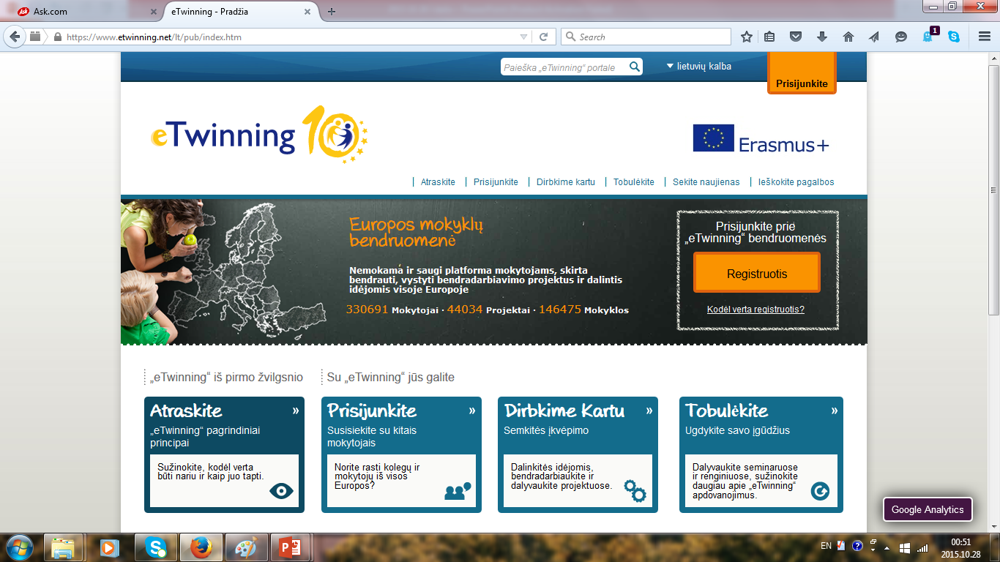 Ask.com
eTwinning - Pradžia
https://www.etwinning.net/lt/pub/index.htm
Search
1
Paieška „eTwinning“ portale
lietuvių kalba
Prisijunkite
eTwinning 10
Erasmus+
Atraskite
Prisijunkite
Dirbkime kartu
Tobulėkite
Sekite naujienas
Ieškokite pagalbos
Europos mokyklų
bendruomenė
Nemokama ir saugi platforma mokytojams, skirta
bendrauti, vystyti bendradarbiavimo projektus ir dalintis
idėjomis visoje Europoje
330691 Mokytojai · 44034 Projektai · 146475 Mokyklos
Prisijunkite prie
„eTwinning“ bendruomenės
Registruotis
Kodėl verta registruotis?
„eTwinning“ iš pirmo žvilgsnio
Su „eTwinning“ jūs galite
Atraskite »
„eTwinning“ pagrindiniai
principai
Sužinokite, kodėl verta
būti nariu ir kaip juo tapti.
Prisijunkite »
Susisiekite su kitais
mokytojais
Norite rasti kolegų ir
mokytojų iš visos
Europos?
Dirbkime Kartu »
Semkitės įkvėpimo
Dalinkitės idėjomis,
bendradarbiaukite ir
dalyvaukite projektuose.
Tobulėkite »
Ugdykite savo įgūdžius
Dalyvaukite seminaruose
ir renginiuose, sužinokite
daugiau apie „eTwinning“
apdovanojimus.
Google Analytics
EN
00:51
2015.10.28